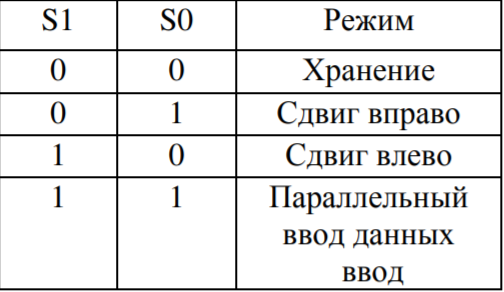 S1 S0 Режим
0 0 Хранение
0 1 Сдвиг вправо
1 0 Сдвиг влево
1 1 Параллельный
ввод данных
ввод